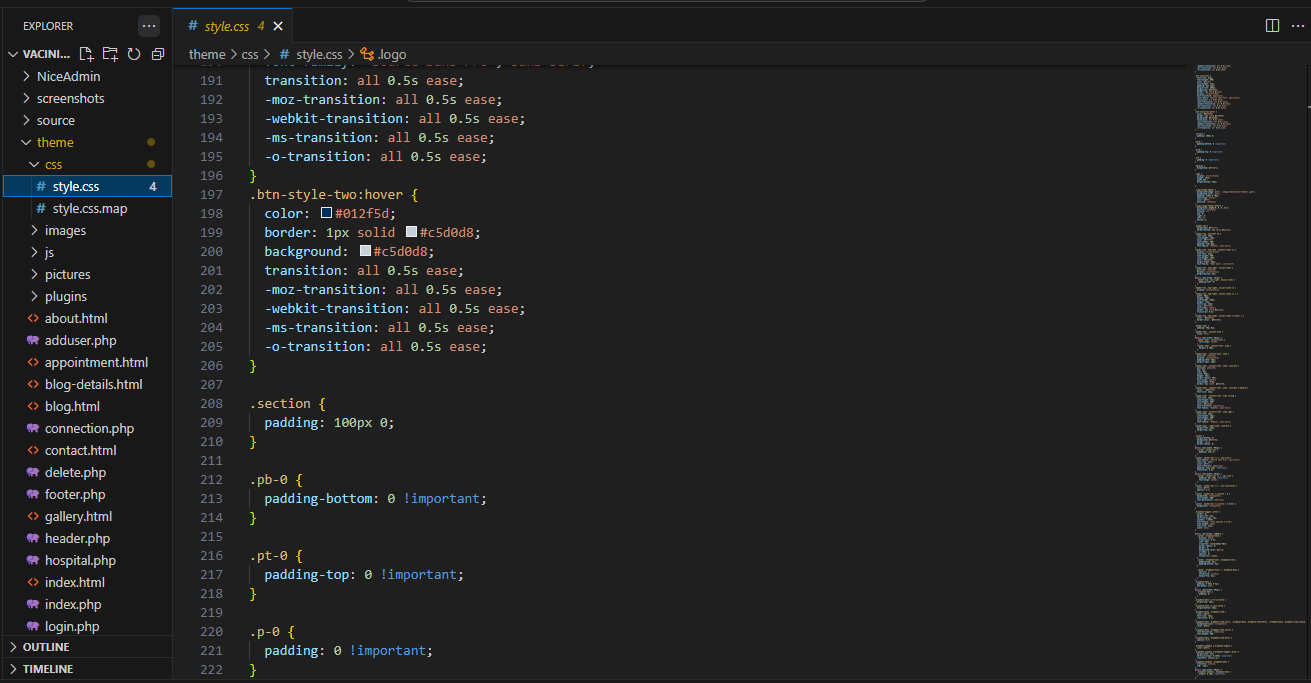 EXPLORER
···
# style.css 4
VACINI...
theme > css > # style.css > .logo
NiceAdmin
screenshots
source
theme
css
# style.css 4
# style.css.map
images
js
pictures
plugins
<> about.html
adduser.php
<> appointment.html
<> blog-details.html
<> blog.html
connection.php
<> contact.html
delete.php
footer.php
<> gallery.html
header.php
hospital.php
<> index.html
index.php
login.php
OUTLINE
TIMELINE
191 transition: all 0.5s ease;
192 -moz-transition: all 0.5s ease;
193 -webkit-transition: all 0.5s ease;
194 -ms-transition: all 0.5s ease;
195 -o-transition: all 0.5s ease;
196 }
197 .btn-style-two:hover {
198 color: #012f5d;
199 border: 1px solid #c5d0d8;
200 background: #c5d0d8;
201 transition: all 0.5s ease;
202 -moz-transition: all 0.5s ease;
203 -webkit-transition: all 0.5s ease;
204 -ms-transition: all 0.5s ease;
205 -o-transition: all 0.5s ease;
206 }
207
208 .section {
209 padding: 100px 0;
210 }
211
212 .pb-0 {
213 padding-bottom: 0 !important;
214 }
215
216 .pt-0 {
217 padding-top: 0 !important;
218 }
219
220 .p-0 {
221 padding: 0 !important;
222 }